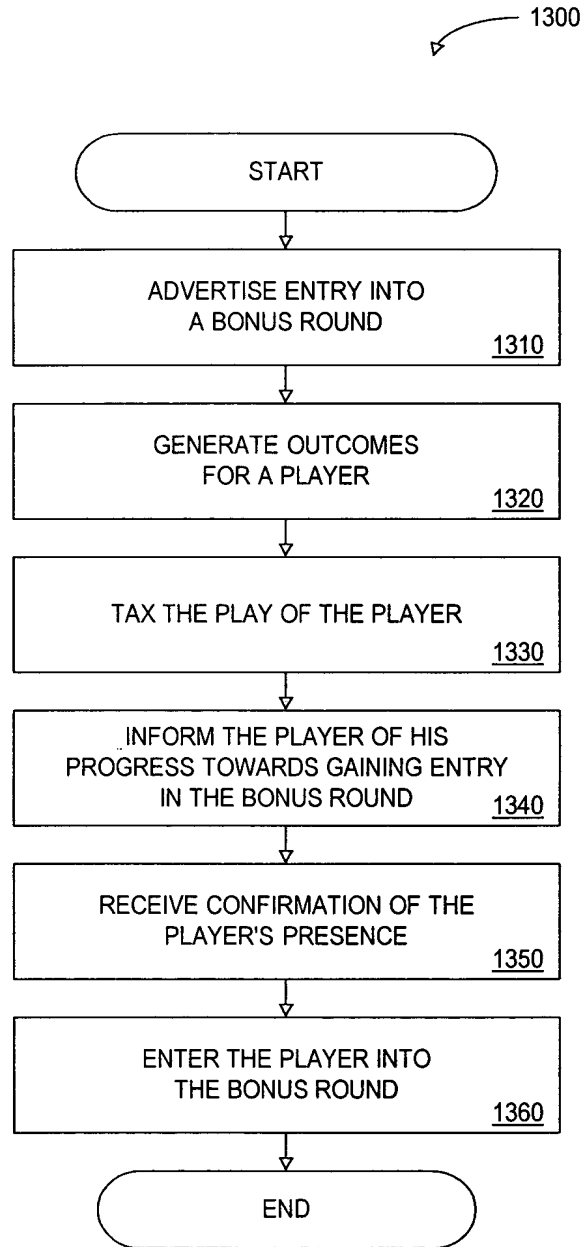 1300
START
ADVERTISE ENTRY INTO
A BONUS ROUND
1310
GENERATE OUTCOMES
FOR A PLAYER
1320
TAX THE PLAY OF THE PLAYER
1330
INFORM THE PLAYER OF HIS
PROGRESS TOWARDS GAINING ENTRY
IN THE BONUS ROUND
1340
RECEIVE CONFIRMATION OF THE
PLAYER'S PRESENCE
1350
ENTER THE PLAYER INTO
THE BONUS ROUND
1360
END